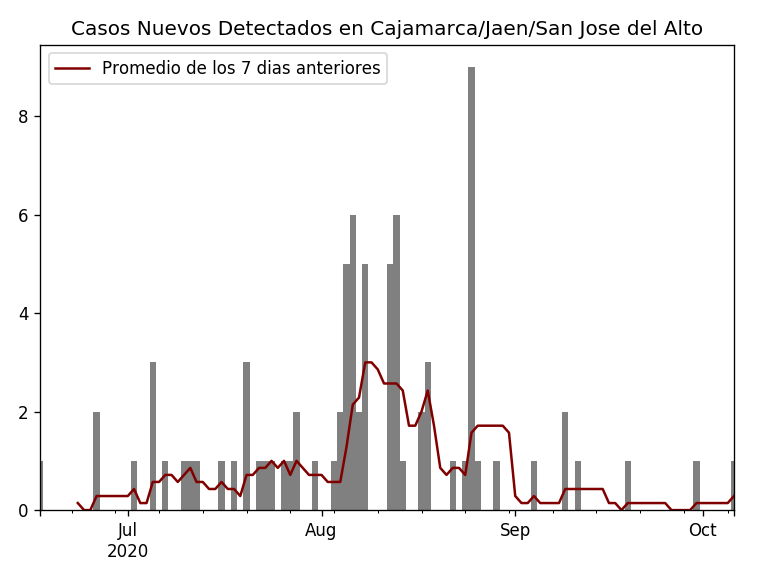 Casos Nuevos Detectados en Cajamarca/Jaen/San Jose del Alto
Promedio de los 7 dias anteriores
8
6
4
2
0
Jul
2020
Aug
Sep
Oct